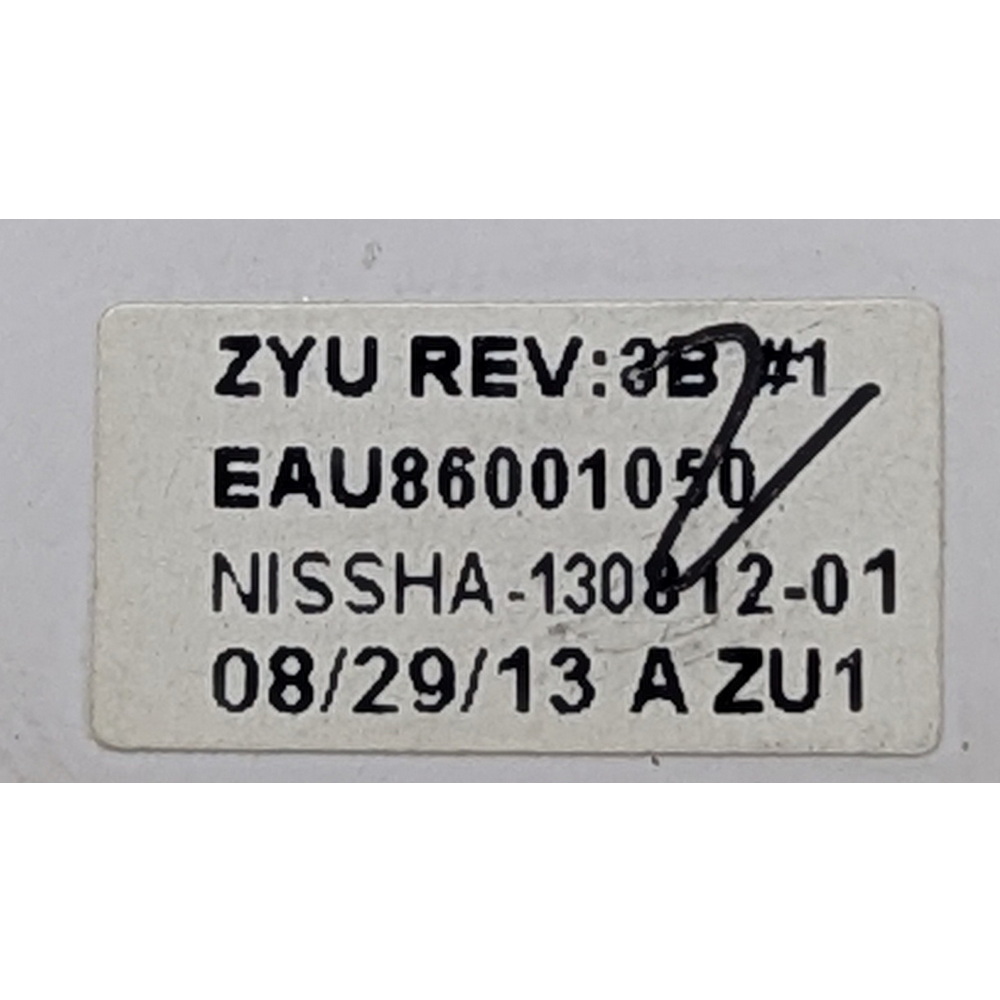 ZYU REV:3B #1
EAU86001050
NISSHA-130812-01
08/29/13 A ZU1